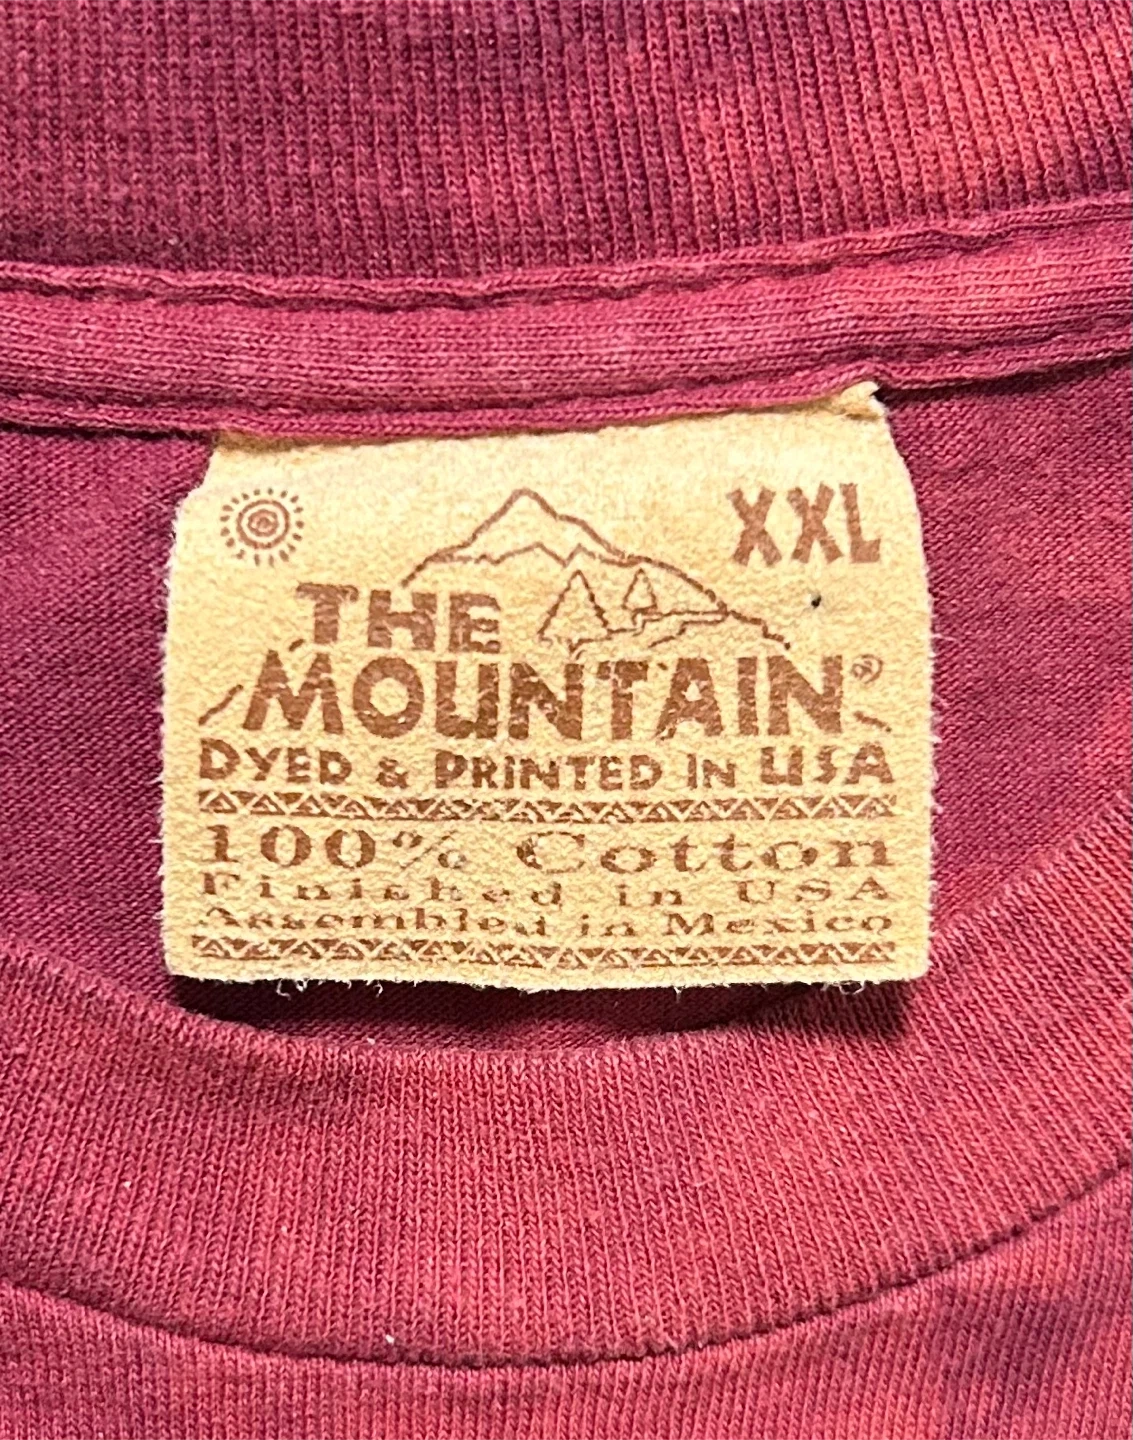 XXL
THE
MOUNTAIN®
DYED & PRINTED IN USA
100% Cotton
Finished in USA
Assembled in Mexico